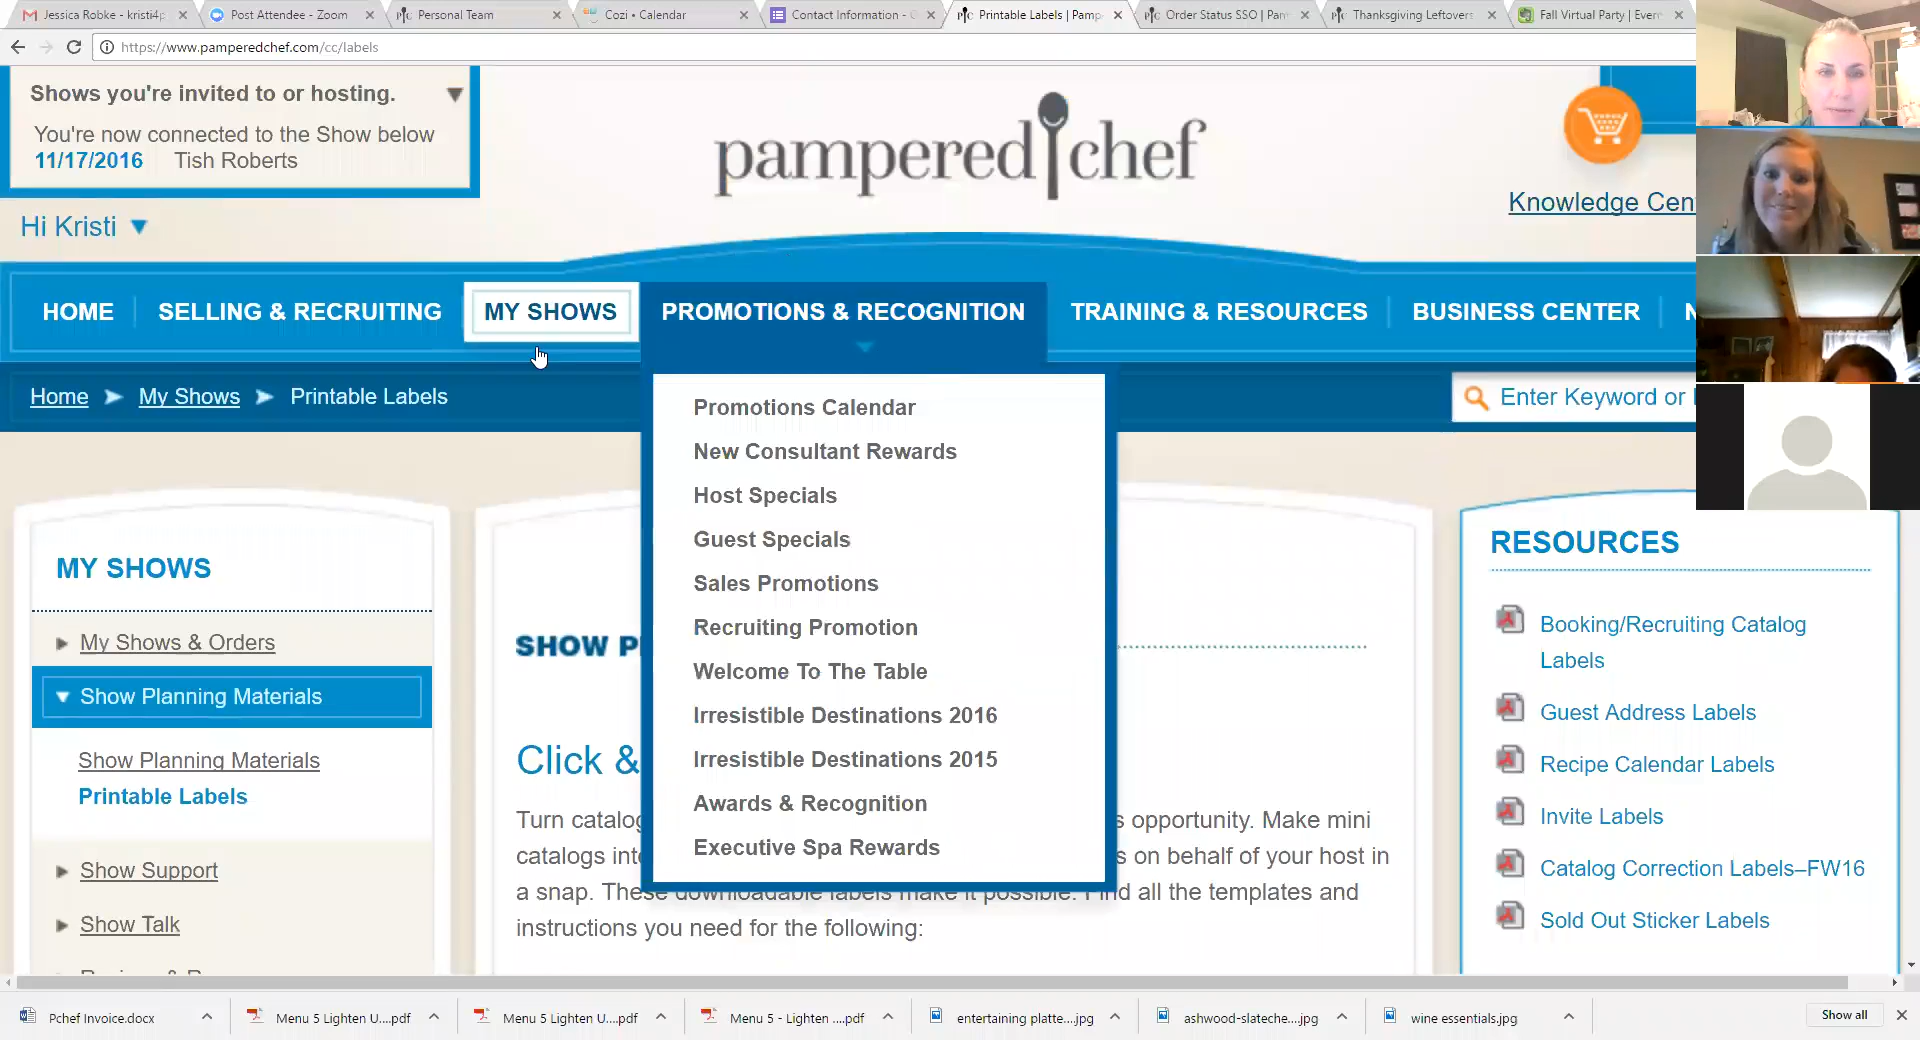 Jessica Robke - kristi4p
Post Attendee - Zoom
Personal Team
Cozi • Calendar
Contact Information - G
Printable Labels | Pamp
Order Status SSO | Pam
Thanksgiving Leftovers
Fall Virtual Party | Ever
https://www.pamperedchef.com/cc/labels
Shows you're invited to or hosting.
You're now connected to the Show below
11/17/2016 Tish Roberts
pampered chef
Knowledge Cen
Hi Kristi
HOME
SELLING & RECRUITING
MY SHOWS
PROMOTIONS & RECOGNITION
TRAINING & RESOURCES
BUSINESS CENTER
N
Home
My Shows
Printable Labels
Enter Keyword or
Promotions Calendar
New Consultant Rewards
Host Specials
Guest Specials
Sales Promotions
Recruiting Promotion
Welcome To The Table
Irresistible Destinations 2016
Irresistible Destinations 2015
Awards & Recognition
Executive Spa Rewards
MY SHOWS
My Shows & Orders
Show Planning Materials
Show Planning Materials
Printable Labels
Show Support
Show Talk
SHOW P
Click &
Turn catalog s opportunity. Make mini
catalogs into s on behalf of your host in
a snap. These downloadable labels make it possible. Find all the templates and
instructions you need for the following:
RESOURCES
Booking/Recruiting Catalog
Labels
Guest Address Labels
Recipe Calendar Labels
Invite Labels
Catalog Correction Labels–FW16
Sold Out Sticker Labels
Pchef Invoice.docx
Menu 5 Lighten U....pdf
Menu 5 Lighten U....pdf
Menu 5 - Lighten ....pdf
entertaining platte....jpg
ashwood-slateche....jpg
wine essentials.jpg
Show all